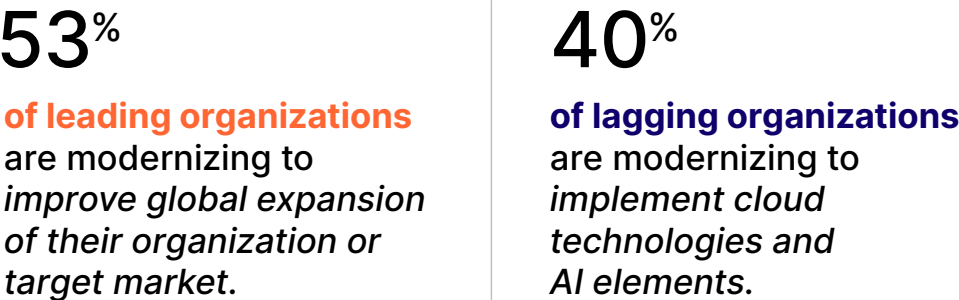 53%
of leading organizations
are modernizing to
improve global expansion
of their organization or
target market.
40%
of lagging organizations
are modernizing to
implement cloud
technologies and
AI elements.